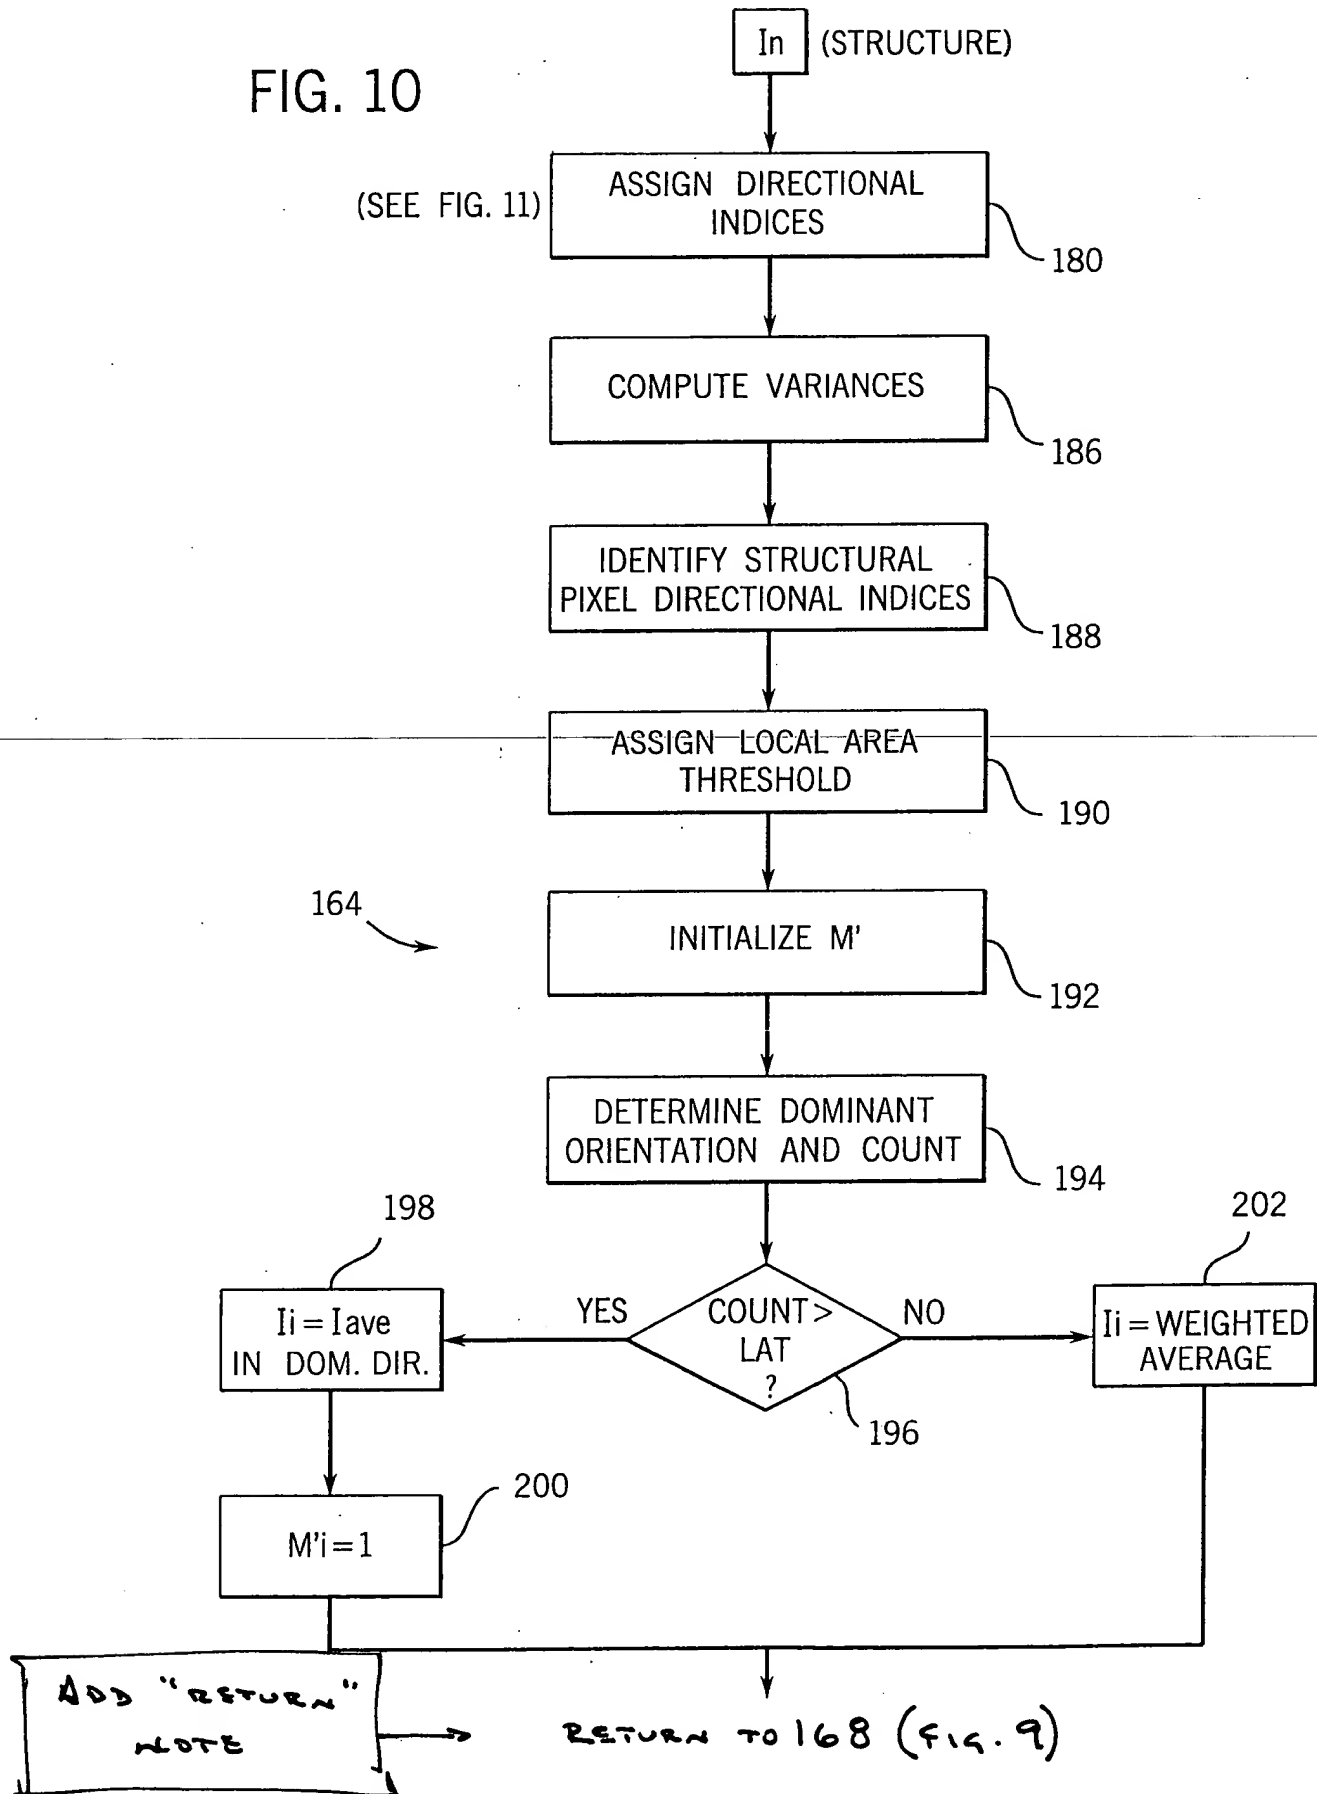 In (STRUCTURE)
FIG. 10
(SEE FIG. 11)
ASSIGN DIRECTIONAL
INDICES
180
COMPUTE VARIANCES
186
IDENTIFY STRUCTURAL
PIXEL DIRECTIONAL INDICES
188
ASSIGN LOCAL AREA
THRESHOLD
190
164
INITIALIZE M'
192
DETERMINE DOMINANT
ORIENTATION AND COUNT
194
198
Ii = Iave
IN DOM. DIR.
YES
COUNT >
LAT
?
NO
196
202
Ii = WEIGHTED
AVERAGE
200
M'i = 1
ADD "RETURN"
NOTE
RETURN TO 168 (FIG. 9)